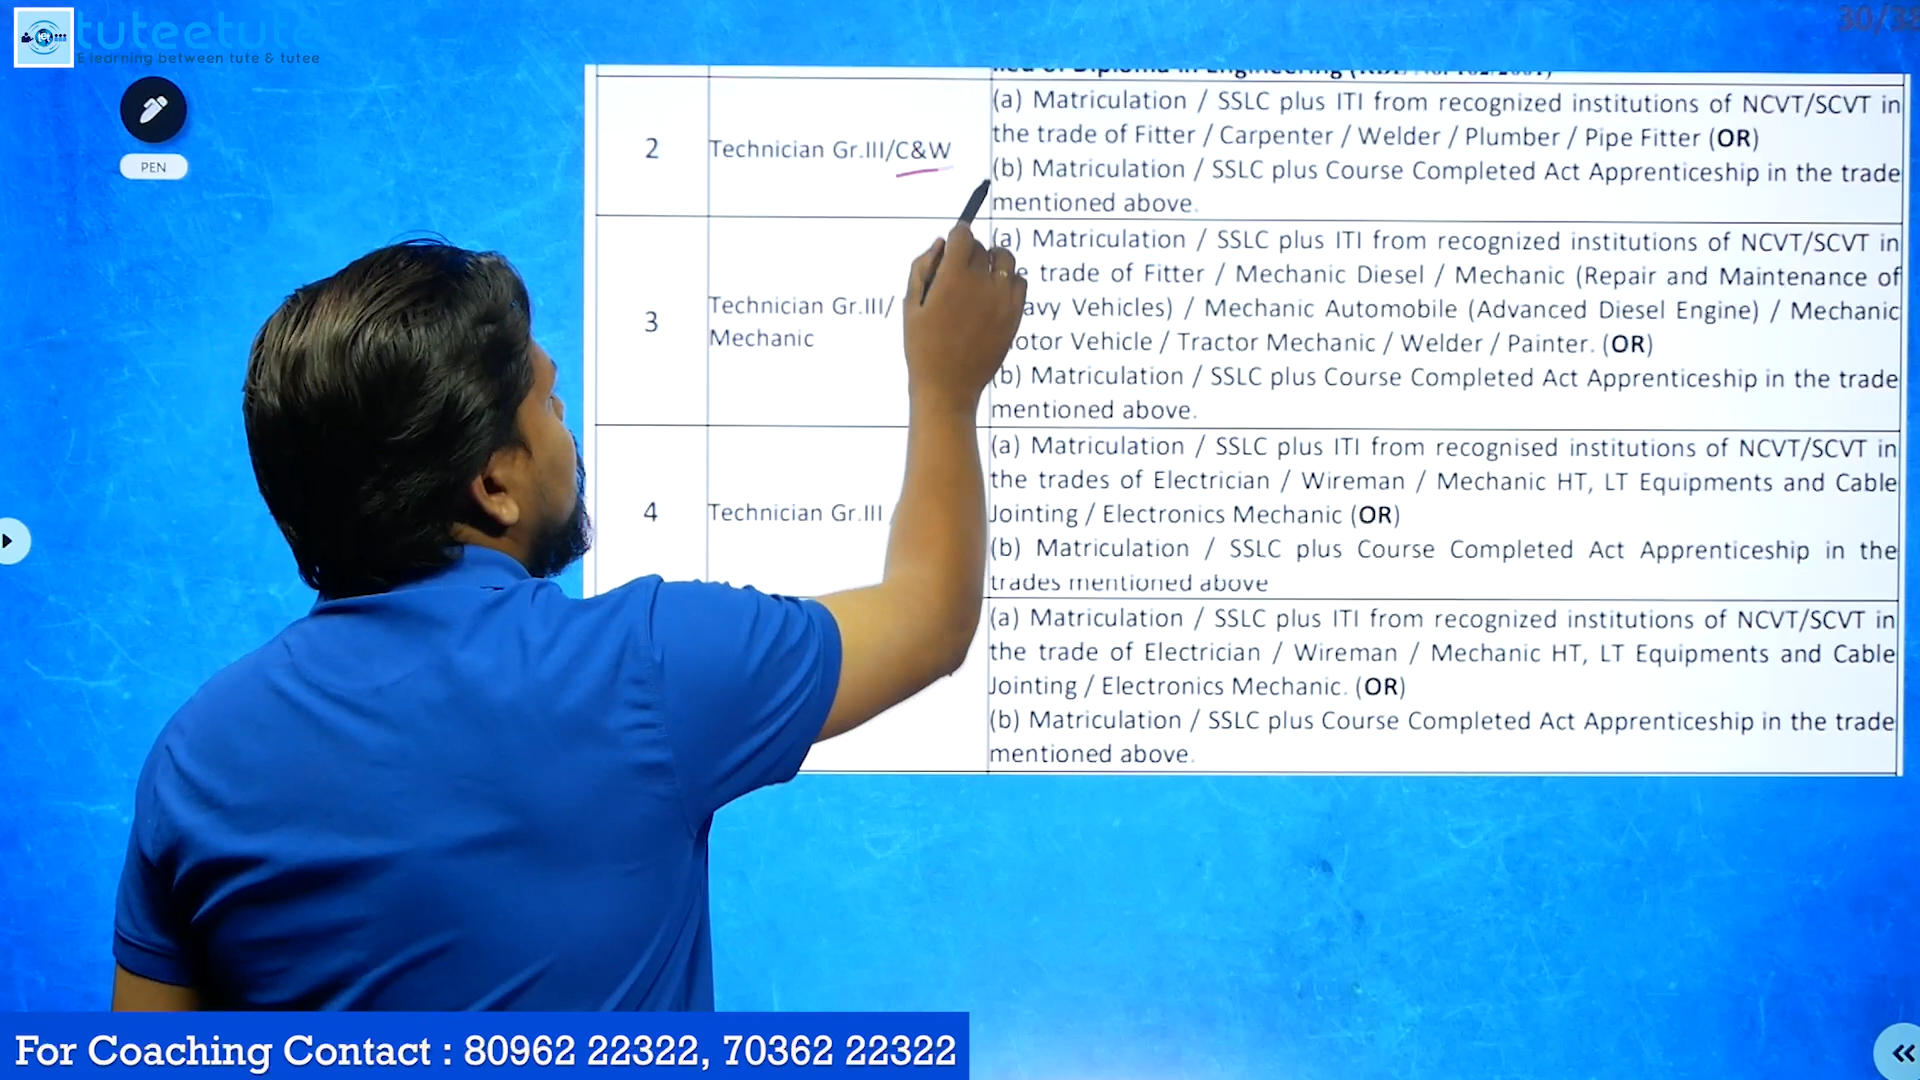 tuteetut
E learning between tute & tutee
PEN
2
Technician Gr.III/C&W
(a) Matriculation / SSLC plus ITI from recognized institutions of NCVT/SCVT in
the trade of Fitter / Carpenter / Welder / Plumber / Pipe Fitter (OR)
(b) Matriculation / SSLC plus Course Completed Act Apprenticeship in the trade
mentioned above.
3
Technician Gr.III/
Mechanic
(a) Matriculation / SSLC plus ITI from recognized institutions of NCVT/SCVT in
trade of Fitter / Mechanic Diesel / Mechanic (Repair and Maintenance of
avy Vehicles) / Mechanic Automobile (Advanced Diesel Engine) / Mechanic
otor Vehicle / Tractor Mechanic / Welder / Painter. (OR)
(b) Matriculation / SSLC plus Course Completed Act Apprenticeship in the trade
mentioned above.
4
Technician Gr.III
(a) Matriculation / SSLC plus ITI from recognised institutions of NCVT/SCVT in
the trades of Electrician / Wireman / Mechanic HT, LT Equipments and Cable
Jointing / Electronics Mechanic (OR)
(b) Matriculation / SSLC plus Course Completed Act Apprenticeship in the
trades mentioned above
(a) Matriculation / SSLC plus ITI from recognized institutions of NCVT/SCVT in
the trade of Electrician / Wireman / Mechanic HT, LT Equipments and Cable
Jointing / Electronics Mechanic. (OR)
(b) Matriculation / SSLC plus Course Completed Act Apprenticeship in the trade
mentioned above.
For Coaching Contact : 80962 22322, 70362 22322